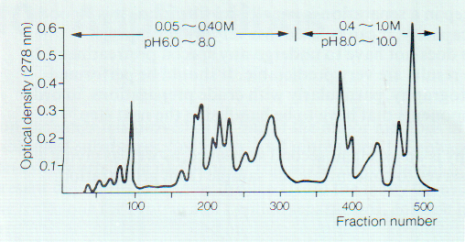 0.05 ~ 0.40M
pH6.0 ~ 8.0
0.4 ~ 1.0M
pH8.0 ~ 10.0
Optical density (278 nm)
0.6
0.5
0.4
0.3
0.2
0.1
100
200
300
400
500
Fraction number